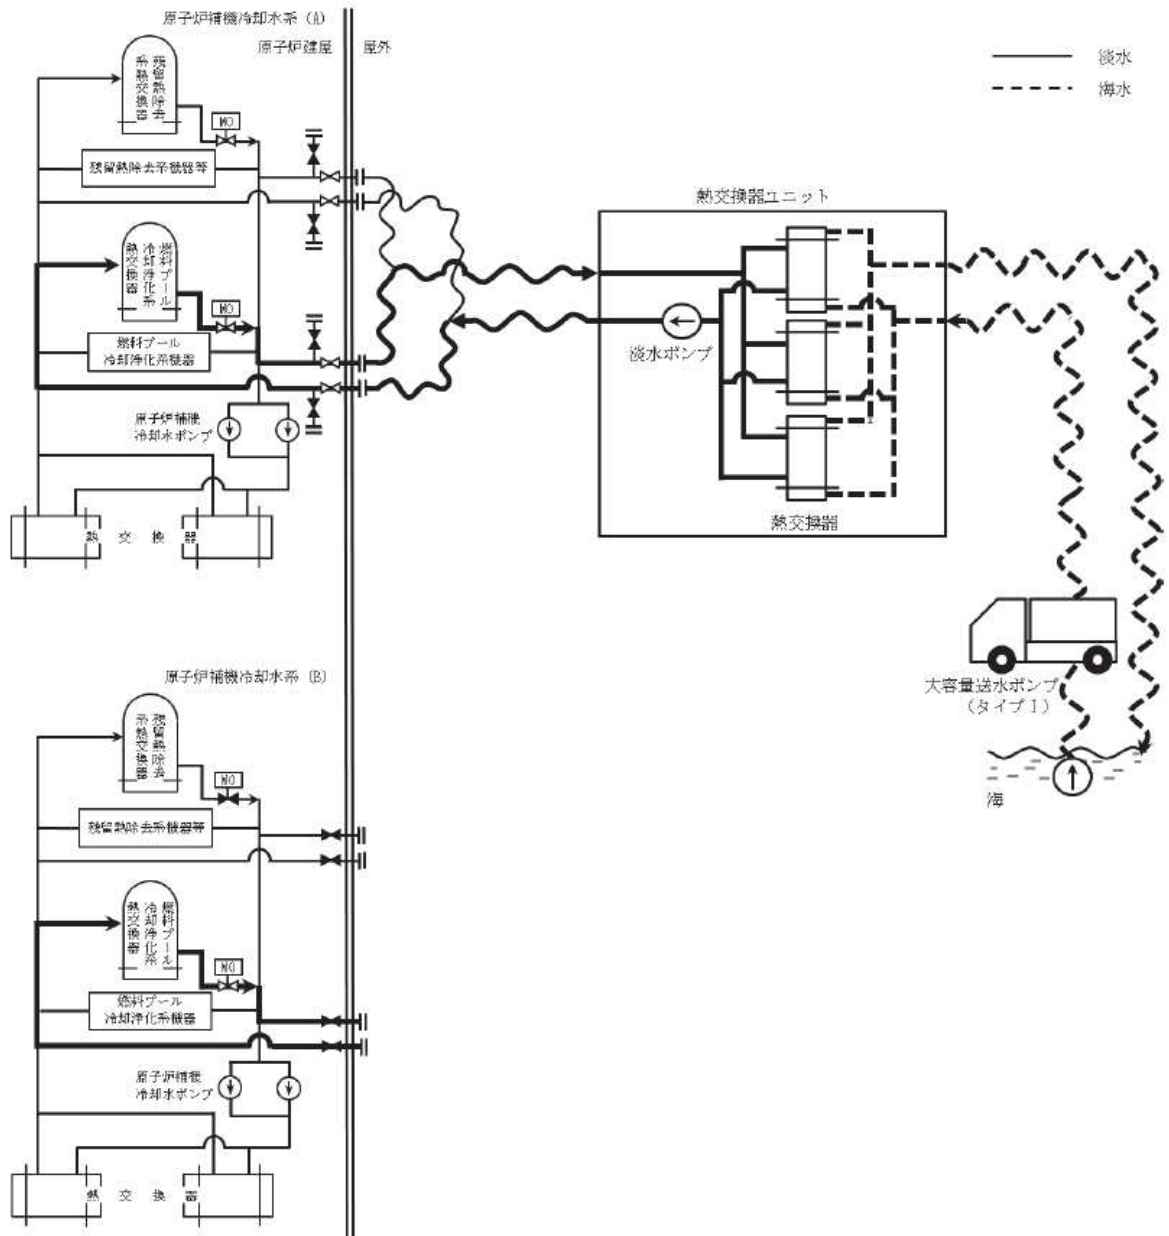 原子炉補機冷却水系 (A)
原子炉建屋
屋外
淡水
海水
残留熱除去
系熱交換器
MO
残留熱除去系機器等
燃料プール
冷却浄化系
熱交換器
MO
燃料プール
冷却浄化系機器
原子炉補機
冷却水ポンプ
熱交換器
熱交換器ユニット
淡水ポンプ
熱交換器
大容量送水ポンプ
(タイプⅠ)
海
原子炉補機冷却水系 (B)
残留熱除去
系熱交換器
MO
残留熱除去系機器等
燃料プール
冷却浄化系
熱交換器
MO
燃料プール
冷却浄化系機器
原子炉補機
冷却水ポンプ
熱交換器